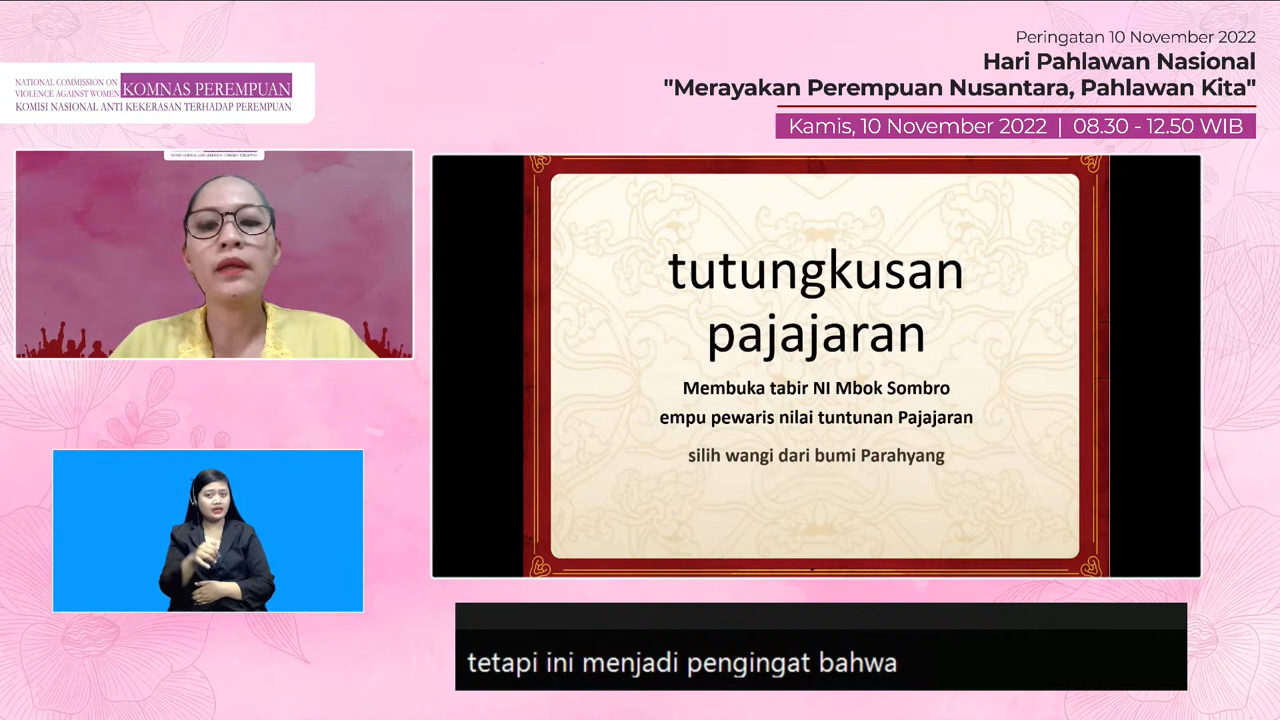 Peringatan 10 November 2022
Hari Pahlawan Nasional
"Merayakan Perempuan Nusantara, Pahlawan Kita"
Kamis, 10 November 2022 | 08.30 - 12.50 WIB
NATIONAL COMMISSION ON
VIOLENCE AGAINST WOMEN
KOMNAS PEREMPUAN
KOMISI NASIONAL ANTI KEKERASAN TERHADAP PEREMPUAN
tutungkusan
pajajaran
Membuka tabir NI Mbok Sombro
empu pewaris nilai tuntunan Pajajaran
silih wangi dari bumi Parahyang
tetapi ini menjadi pengingat bahwa